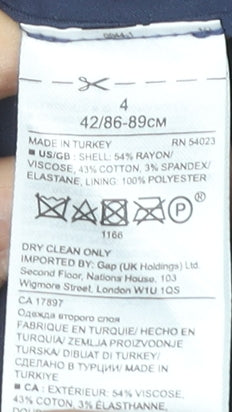 4
42/86-89CM
MADE IN TURKEY RN 54023
■ US/GB : SHELL: 54% RAYON/
VISCOSE, 43% COTTON, 3% SPANDEX/
ELASTANE, LINING: 100% POLYESTER
P®
1166
DRY CLEAN ONLY
IMPORTED BY: Gap (UK Holdings) Ltd.
Second Floor, Nations House, 103
Wigmore Street, London W1U 1QS
CA 17897
Одежда второго слоя
FABRIQUE EN TURQUIE/ HECHO EN
TURQUIA/ ZEMLJA PROIZVODNJE
TURSKA/ DIBUAT DI TURKEY/
СДЕЛАНО В ТУРЦИИ/ MADE IN
TURKIYE
■ CA : EXTÉRIEUR: 54% VISCOSE,
43% COTON, 3% ÉLASTHANNE,